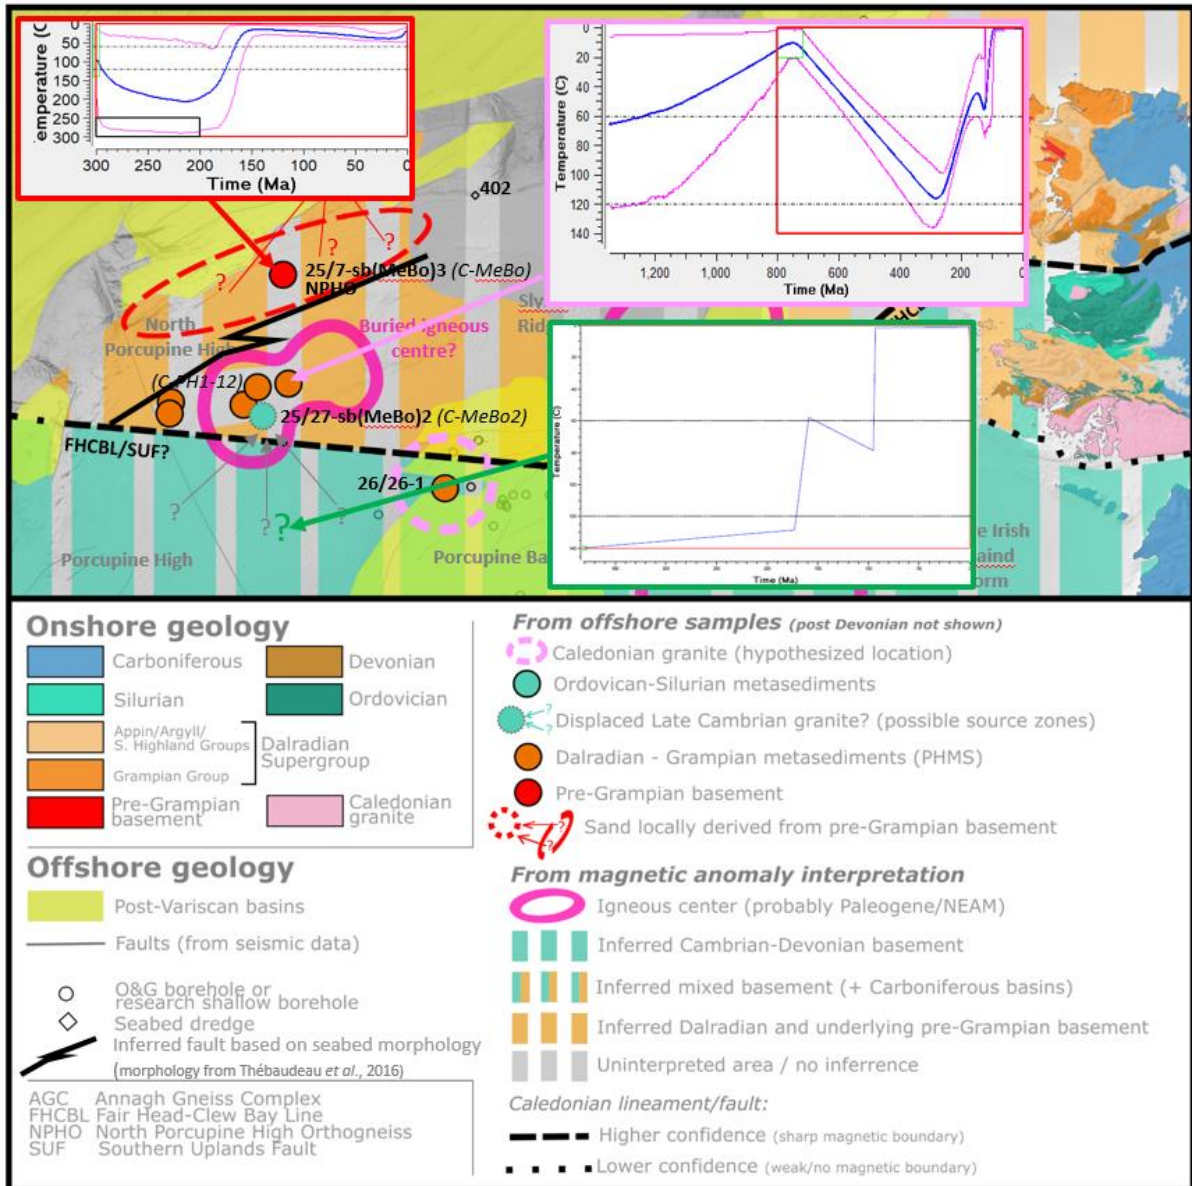 0
50
100
150
200
250
300
emperature (C
300
250
200
150
100
50
0
Time (Ma)
0
20
40
60
80
100
120
140
Temperature (C)
1,200
1,000
800
600
400
200
Time (Ma)
402
?
?
?
25/7-sb(MeBo)3 (C-MeBo)
NPHO
North
Porcupine High
Buried igneous
centre?
Sly
Rid
FHCB
(C-PH1-12)
25/27-sb(MeBo)2 (C-MeBo2)
FHCBL/SUF?
26/26-1
?
?
?
?
Porcupine High
Porcupine Ba
Temperature (C)
Time (Ma)
e Irish
aind
orm
Onshore geology
Carboniferous
Devonian
Silurian
Ordovician
Appin/Argyll/
S. Highland Groups
Dalradian
Supergroup
Grampian Group
Pre-Grampian
basement
Caledonian
granite
Offshore geology
Post-Variscan basins
Faults (from seismic data)
O&G borehole or
research shallow borehole
Seabed dredge
Inferred fault based on seabed morphology
(morphology from Thébaudeau et al., 2016)
AGC Annagh Gneiss Complex
FHCBL Fair Head-Clew Bay Line
NPHO North Porcupine High Orthogneiss
SUF Southern Uplands Fault
From offshore samples (post Devonian not shown)
Caledonian granite (hypothesized location)
Ordovican-Silurian metasediments
? Displaced Late Cambrian granite? (possible source zones)
?
Dalradian - Grampian metasediments (PHMS)
Pre-Grampian basement
? Sand locally derived from pre-Grampian basement
?
From magnetic anomaly interpretation
Igneous center (probably Paleogene/NEAM)
Inferred Cambrian-Devonian basement
Inferred mixed basement (+ Carboniferous basins)
Inferred Dalradian and underlying pre-Grampian basement
Uninterpreted area / no inferrence
Caledonian lineament/fault:
Higher confidence (sharp magnetic boundary)
Lower confidence (weak/no magnetic boundary)